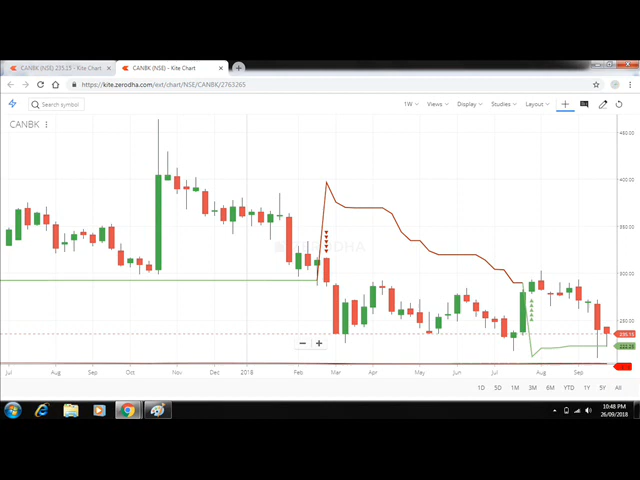 CANBK (NSE) 235.15 - Kite Chart
CANBK (NSE) - Kite Chart
https://kite.zerodha.com/ext/chart/NSE/CANBK/2763265
Search symbol
1W
Views
Display
Studies
Layout
CANBK
450.00
400.00
350.00
300.00
250.00
235.15
Jul
Aug
Sep
Oct
Nov
Dec
2018
Feb
Mar
Apr
May
Jun
Jul
Aug
Sep
1D
5D
1M
3M
6M
YTD
1Y
5Y
All
10:48 PM
26/09/2018